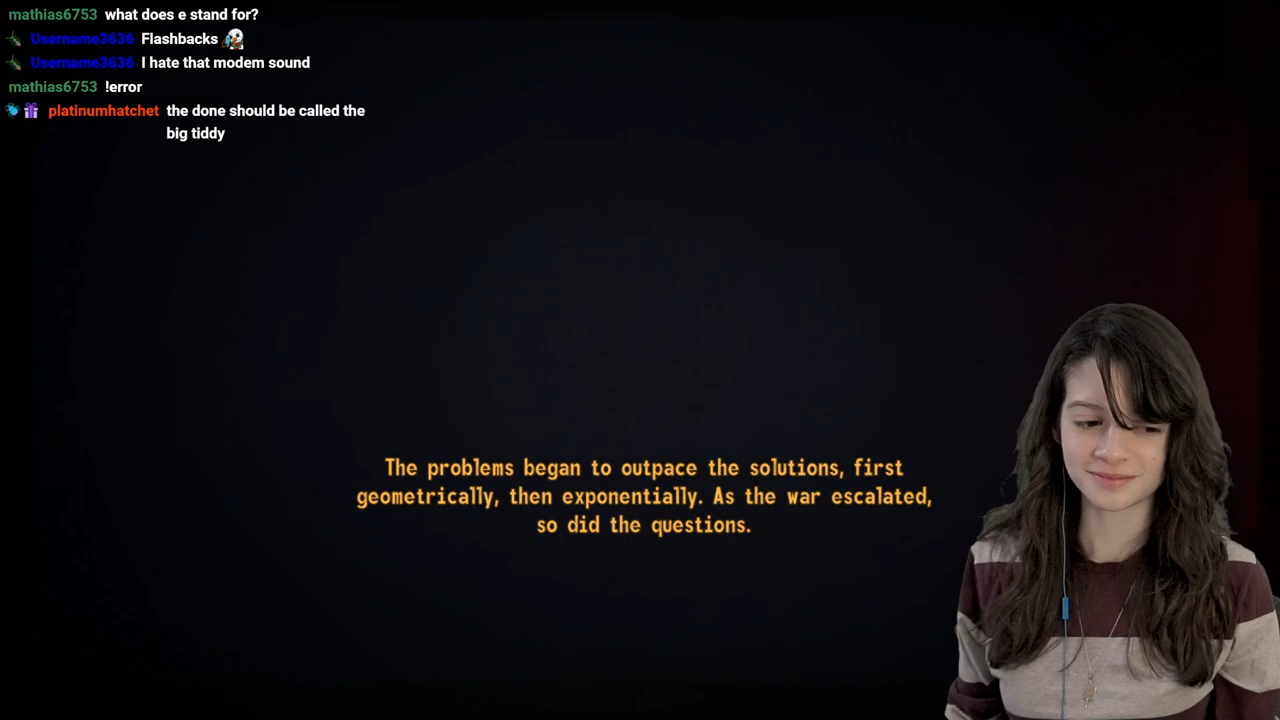 mathias6753 what does e stand for?
Username3636 Flashbacks
Username3636 I hate that modem sound
mathias6753 !error
platinumhatchet the done should be called the
big tiddy
The problems began to outpace the solutions, first
geometrically, then exponentially. As the war escalated,
so did the questions.